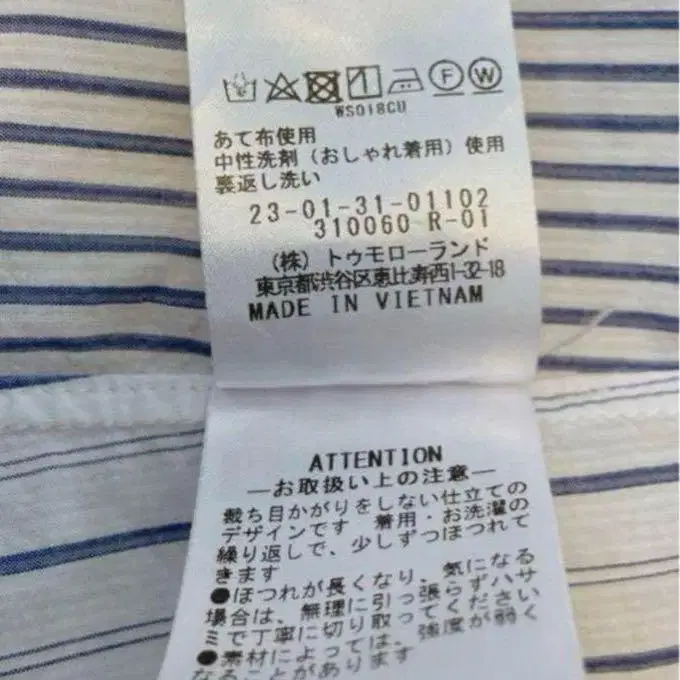 F W
WS018CU
あて布使用
中性洗剤（おしゃれ着用）使用
裏返し洗い
23-01-31-01102
310060 R-01
（株）トゥモローランド
東京都渋谷区恵比寿西1-32-18
MADE IN VIETNAM
ATTENTION
―お取扱い上の注意―
裁ち目かがりをしない仕立ての
デザインです 着用・お洗濯の
繰り返しで、少しずつほつれて
きます
●ほつれが長くなり、気になる
場合は、無理に引っ張らずハサ
ミで丁寧に切り取ってください
●素材によっては、強度が弱く
なることがあります